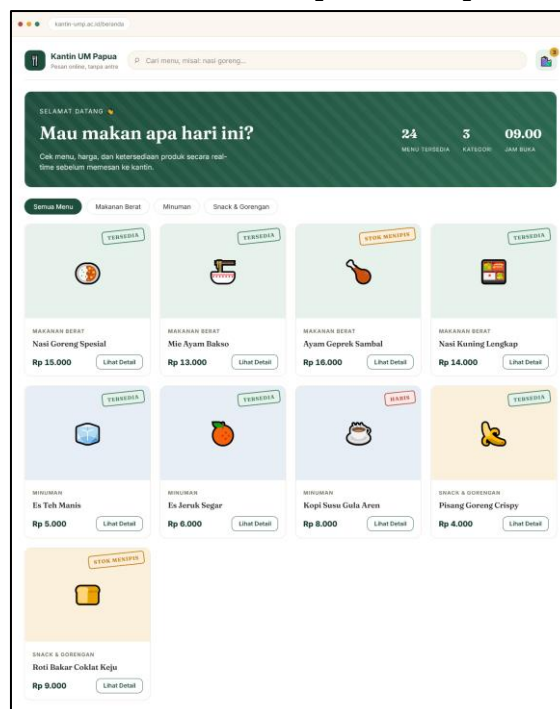 kantin-ump.ac.id/beranda
Kantin UM Papua
Pesan online, tanpa antre
Cari menu, misal: nasi goreng...
3
SELAMAT DATANG
Mau makan apa hari ini?
Cek menu, harga, dan ketersediaan produk secara real-
time sebelum memesan ke kantin.
24
MENU TERSEDIA
3
KATEGORI
09.00
JAM BUKA
Semua Menu
Makanan Berat
Minuman
Snack & Gorengan
TERSEDIA
MAKANAN BERAT
Nasi Goreng Spesial
Rp 15.000
Lihat Detail
TERSEDIA
MAKANAN BERAT
Mie Ayam Bakso
Rp 13.000
Lihat Detail
STOK MENIPIS
MAKANAN BERAT
Ayam Geprek Sambal
Rp 16.000
Lihat Detail
TERSEDIA
MAKANAN BERAT
Nasi Kuning Lengkap
Rp 14.000
Lihat Detail
TERSEDIA
MINUMAN
Es Teh Manis
Rp 5.000
Lihat Detail
TERSEDIA
MINUMAN
Es Jeruk Segar
Rp 6.000
Lihat Detail
HABIS
MINUMAN
Kopi Susu Gula Aren
Rp 8.000
Lihat Detail
TERSEDIA
SNACK & GORENGAN
Pisang Goreng Crispy
Rp 4.000
Lihat Detail
STOK MENIPIS
SNACK & GORENGAN
Roti Bakar Coklat Keju
Rp 9.000
Lihat Detail